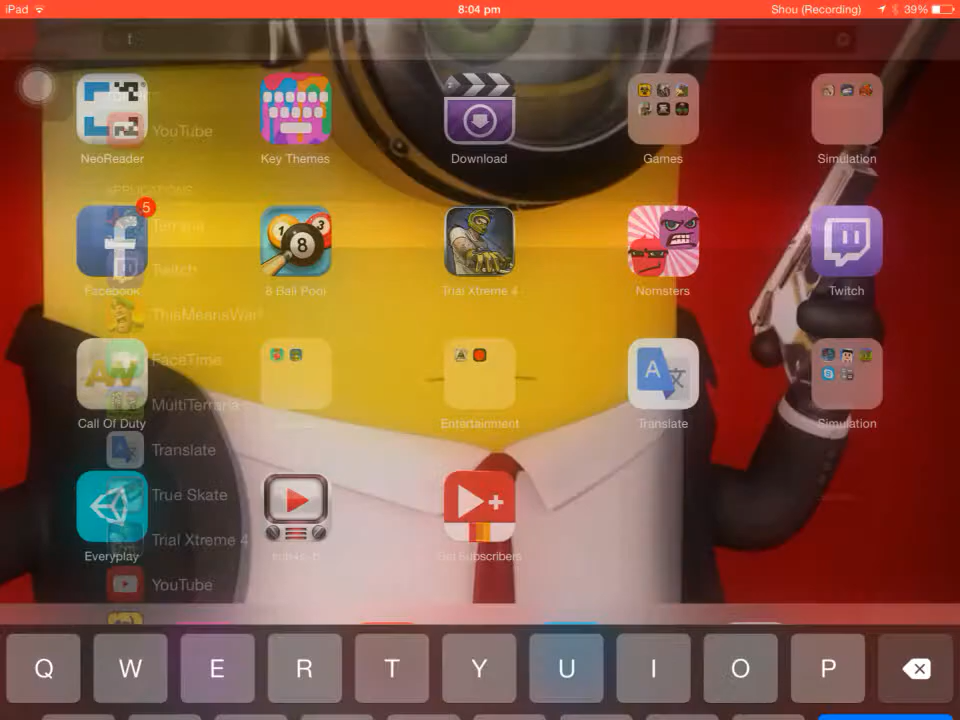 iPad 8:04 pm Shou (Recording) 39%
t
NeoReader Key Themes Download Games Simulation
YouTube
APPLICATIONS
5
Terraria
Facebook 8 Ball Pool Trial Xtreme 4 Nomsters Twitch
Twitch
ThisMeansWar!
FaceTime
MultiTerraria
Call Of Duty Entertainment Translate Simulation
Translate
True Skate
Trial Xtreme 4
Everyplay Get Subscribers
YouTube
Q W E R T Y U I O P